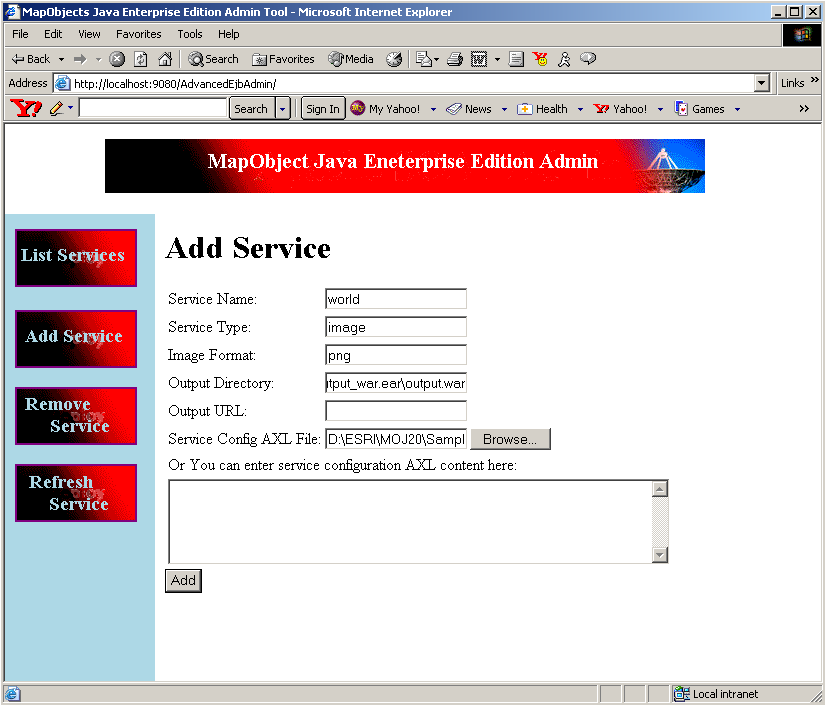 MapObjects Java Enterprise Edition Admin Tool - Microsoft Internet Explorer
File Edit View Favorites Tools Help
Back Search Favorites Media
Address http://localhost:9080/AdvancedEjbAdmin/ Links
Y! Search Sign In My Yahoo! News Health Yahoo! Games
MapObject Java Eneterprise Edition Admin
List Services
Add Service
Remove
Service
Refresh
Service
Add Service
Service Name: world
Service Type: image
Image Format: png
Output Directory: itput_war.ear\output.war
Output URL:
Service Config AXL File: D:\ESRI\MOJ20\Sampl Browse...
Or You can enter service configuration AXL content here:
Add
Local intranet